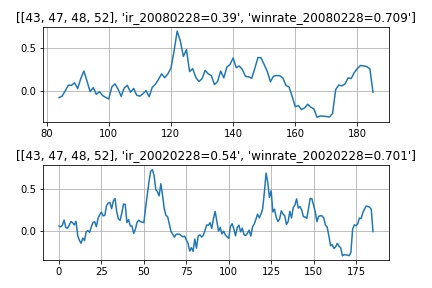 [[43, 47, 48, 52], 'ir_20080228=0.39', 'winrate_20080228=0.709']
0.5
0.0
80 100 120 140 160 180
[[43, 47, 48, 52], 'ir_20020228=0.54', 'winrate_20020228=0.701']
0.5
0.0
0 25 50 75 100 125 150 175